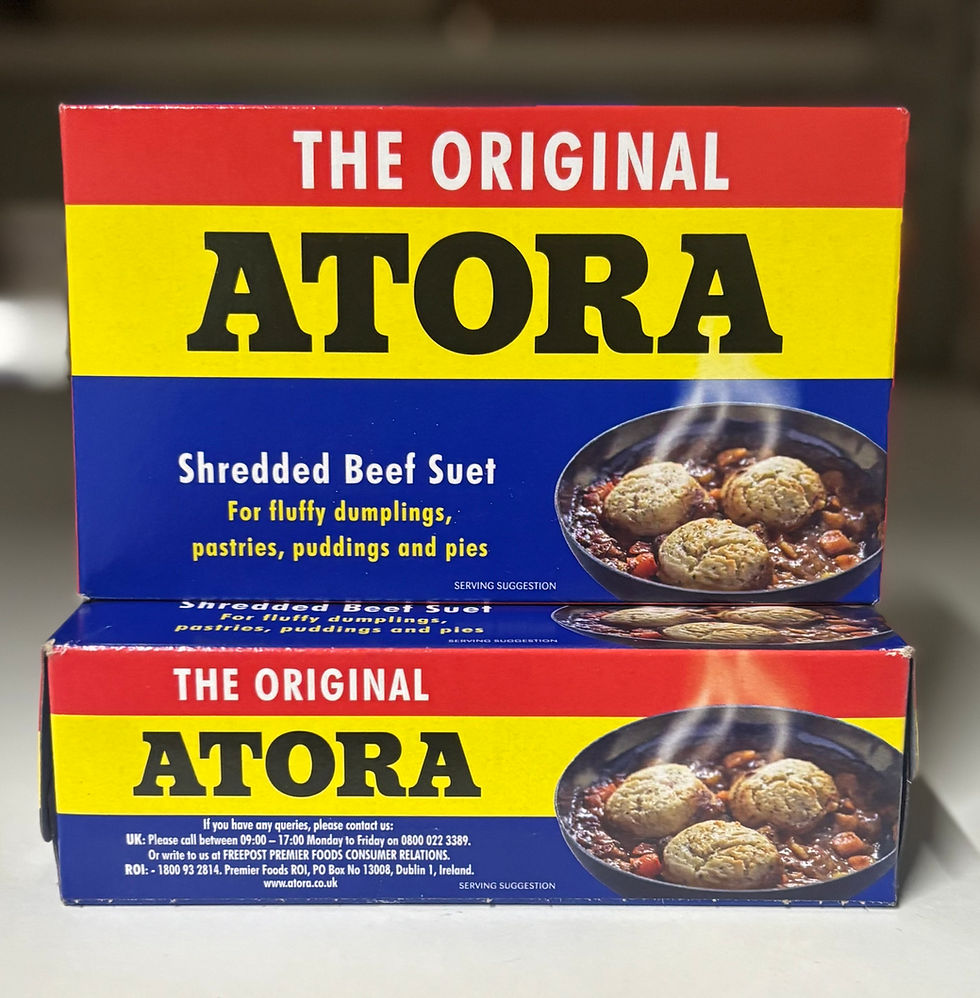 THE ORIGINAL
ATORA
Shredded Beef Suet
For fluffy dumplings,
pastries, puddings and pies
SERVING SUGGESTION
Shredded Beef Suet
For fluffy dumplings,
pastries, puddings and pies
SERVING SUGGESTION
THE ORIGINAL
ATORA
If you have any queries, please contact us:
UK: Please call between 09:00 – 17:00 Monday to Friday on 0800 022 3389.
Or write to us at FREEPOST PREMIER FOODS CONSUMER RELATIONS.
ROI: - 1800 93 2814. Premier Foods ROI, PO Box No 13008, Dublin 1, Ireland.
www.atora.co.uk
SERVING SUGGESTION